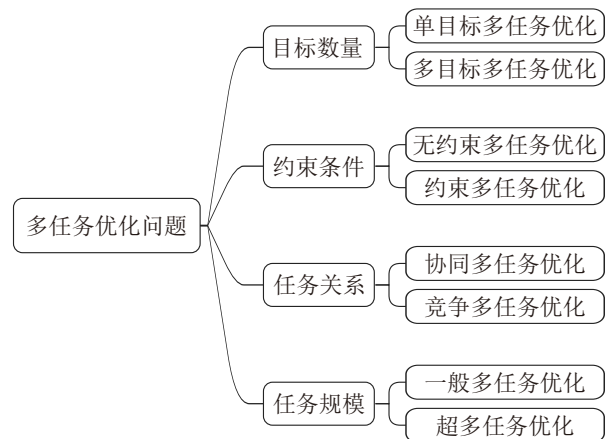 多任务优化问题
目标数量
单目标多任务优化
多目标多任务优化
约束条件
无约束多任务优化
约束多任务优化
任务关系
协同多任务优化
竞争多任务优化
任务规模
一般多任务优化
超多任务优化